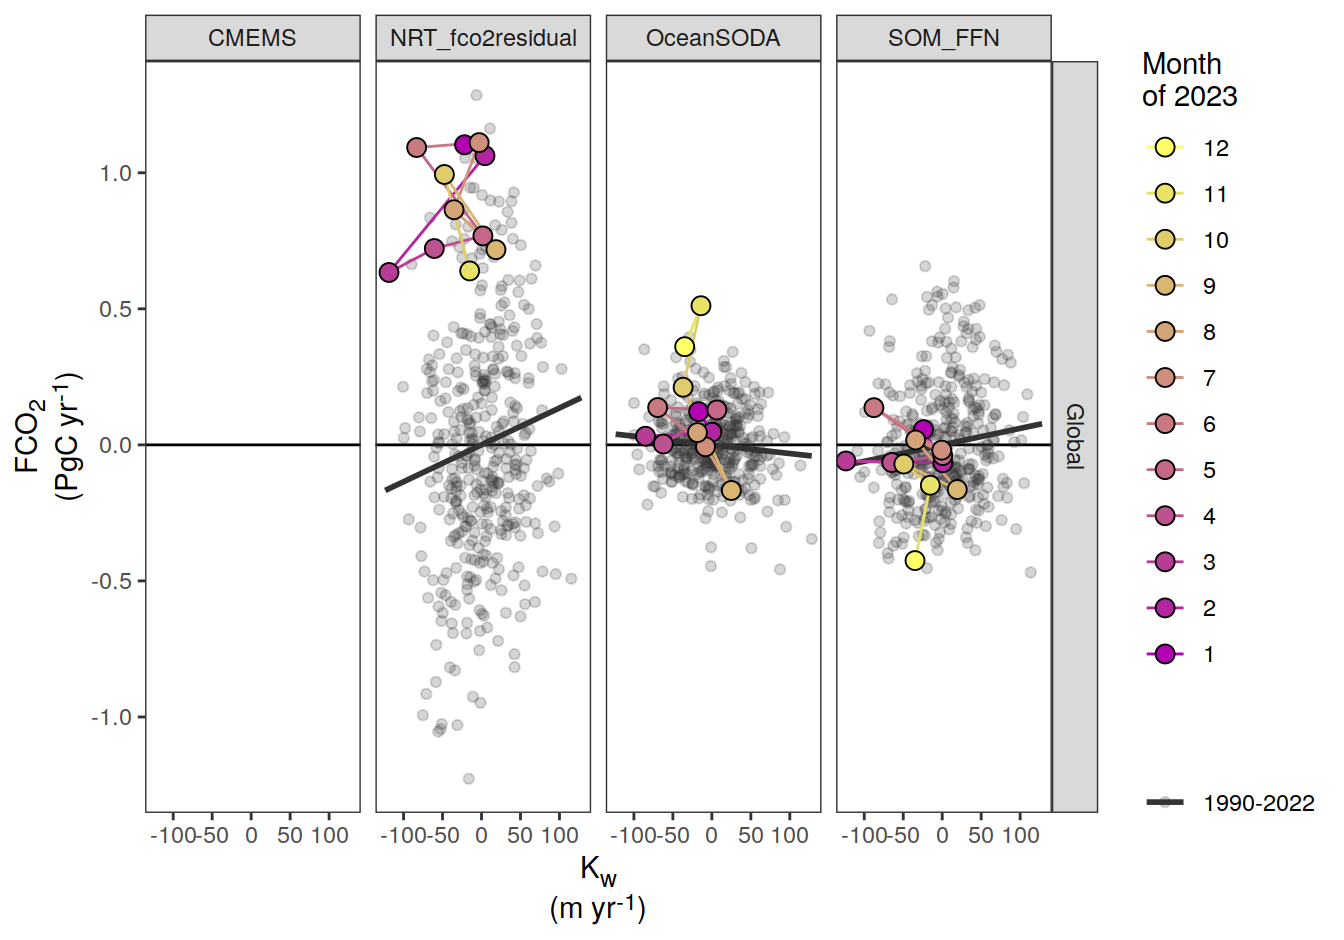 CMEMS NRT_fco2residual OceanSODA SOM_FFN
Global
FCO2
(PgC yr-1)
1.0
0.5
0.0
-0.5
-1.0
-100 -50 0 50 100 -100 -50 0 50 100 -100 -50 0 50 100 -100 -50 0 50 100
Kw
(m yr-1)
Month
of 2023
12
11
10
9
8
7
6
5
4
3
2
1
1990-2022